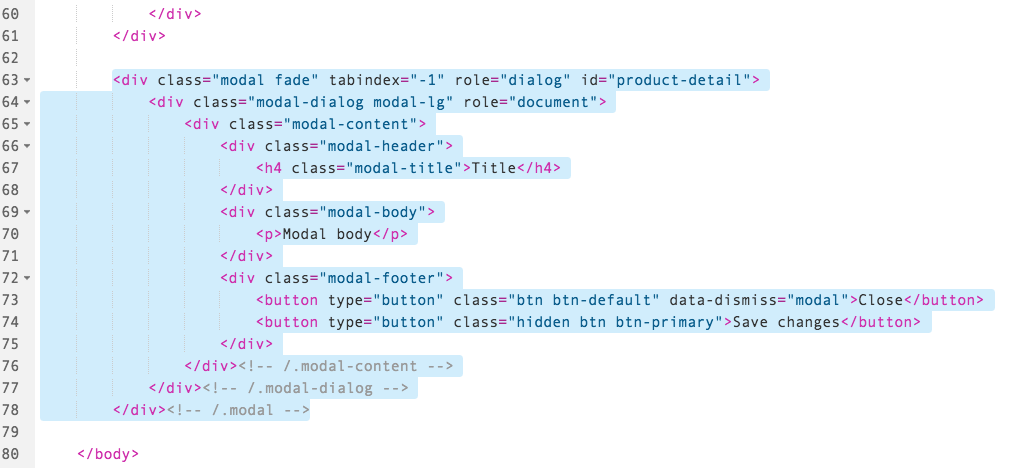 60 </div>
61 </div>
62
63 <div class="modal fade" tabindex="-1" role="dialog" id="product-detail">
64 <div class="modal-dialog modal-lg" role="document">
65 <div class="modal-content">
66 <div class="modal-header">
67 <h4 class="modal-title">Title</h4>
68 </div>
69 <div class="modal-body">
70 <p>Modal body</p>
71 </div>
72 <div class="modal-footer">
73 <button type="button" class="btn btn-default" data-dismiss="modal">Close</button>
74 <button type="button" class="hidden btn btn-primary">Save changes</button>
75 </div>
76 </div><!-- /.modal-content -->
77 </div><!-- /.modal-dialog -->
78 </div><!-- /.modal -->
79
80 </body>